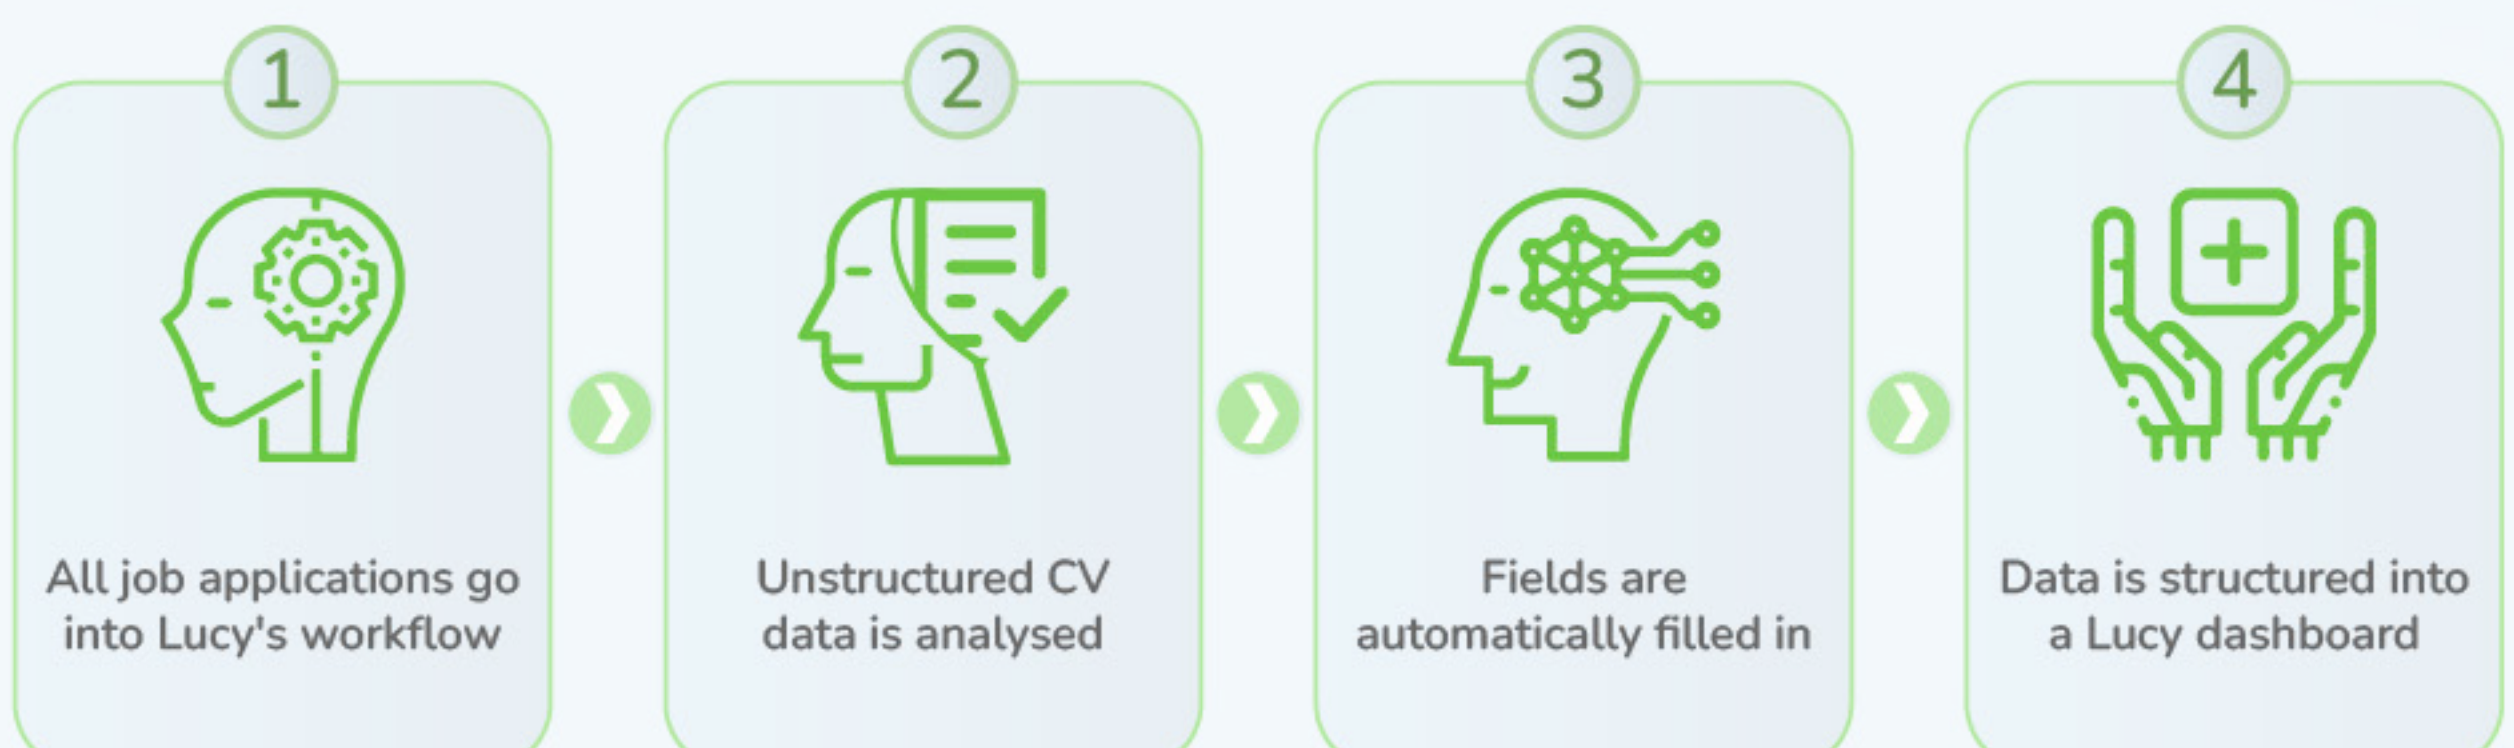 1
All job applications go
into Lucy's workflow
2
Unstructured CV
data is analysed
3
Fields are
automatically filled in
4
Data is structured into
a Lucy dashboard